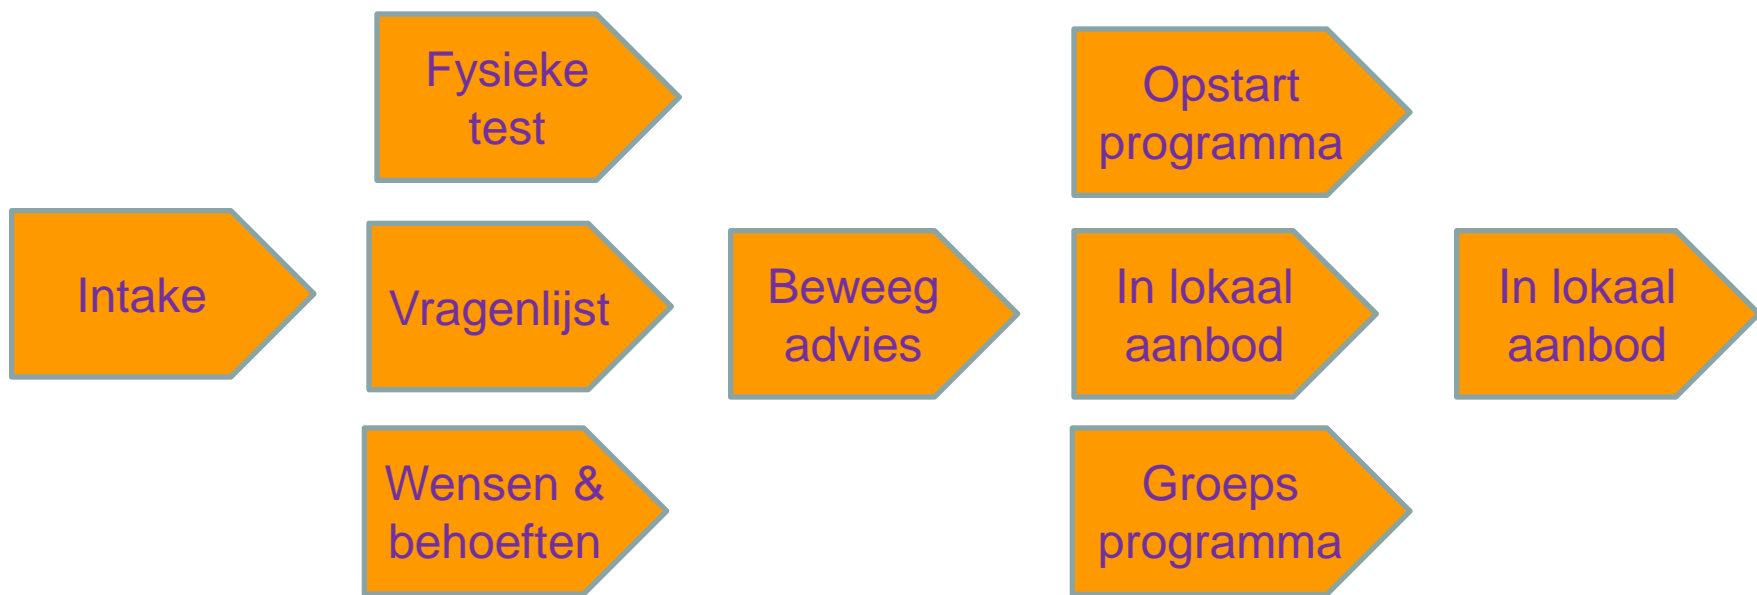 Intake
Fysieke
test
Vragenlijst
Wensen &
behoeften
Beweeg
advies
Opstart
programma
In lokaal
aanbod
Groeps
programma
In lokaal
aanbod